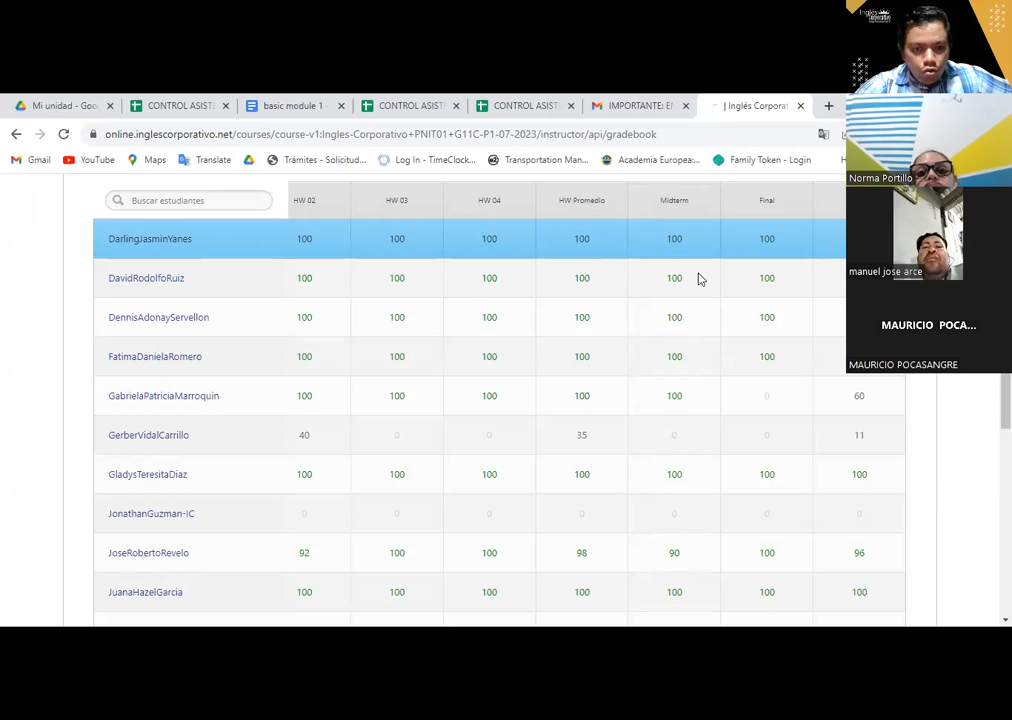 Inglés
Corporativo
Mi unidad - Goo
CONTROL ASISTE
basic module 1 -
CONTROL ASIST
CONTROL ASISTE
IMPORTANTE: EN
| Inglés Corporat
online.inglescorporativo.net/courses/course-v1:Ingles-Corporativo+PNIT01+G11C-P1-07-2023/instructor/api/gradebook
Gmail
YouTube
Maps
Translate
Trámites - Solicitud...
Log In - TimeClock...
Transportation Man...
Academia Europea:...
Family Token - Login
Norma Portillo
manuel jose arce
MAURICIO POCA...
MAURICIO POCASANGRE
Buscar estudiantes HW 02 HW 03 HW 04 HW Promedio Midterm Final
DarlingJasminYanes 100 100 100 100 100 100
DavidRodolfoRuiz 100 100 100 100 100 100
DennisAdonayServellon 100 100 100 100 100 100
FatimaDanielaRomero 100 100 100 100 100 100
GabrielaPatriciaMarroquin 100 100 100 100 100 0 60
GerberVidalCarrillo 40 0 0 35 0 0 11
GladysTeresitaDiaz 100 100 100 100 100 100 100
JonathanGuzman-IC 0 0 0 0 0 0 0
JoseRobertoRevelo 92 100 100 98 90 100 96
JuanaHazelGarcia 100 100 100 100 100 100 100